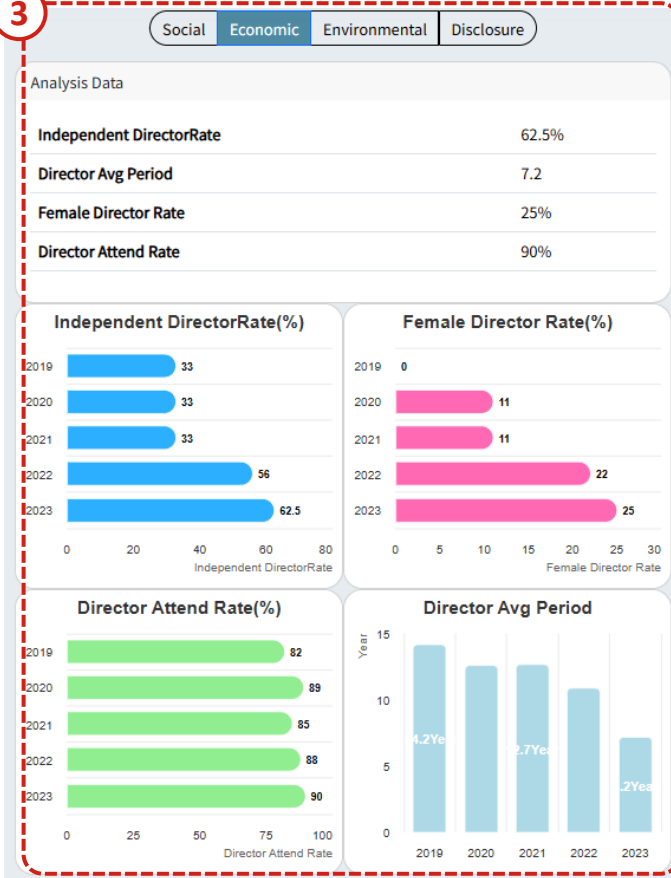 3
Social Economic Environmental Disclosure
Analysis Data
Independent DirectorRate 62.5%
Director Avg Period 7.2
Female Director Rate 25%
Director Attend Rate 90%
Independent DirectorRate(%)
2019 33
2020 33
2021 33
2022 56
2023 62.5
0 20 40 60 80
Independent DirectorRate
Female Director Rate(%)
2019 0
2020 11
2021 11
2022 22
2023 25
0 5 10 15 20 25 30
Female Director Rate
Director Attend Rate(%)
2019 82
2020 89
2021 85
2022 88
2023 90
0 25 50 75 100
Director Attend Rate
Director Avg Period
Year
15
10
5
0
4.2Yea
2.7Yea
.2Yea
2019 2020 2021 2022 2023